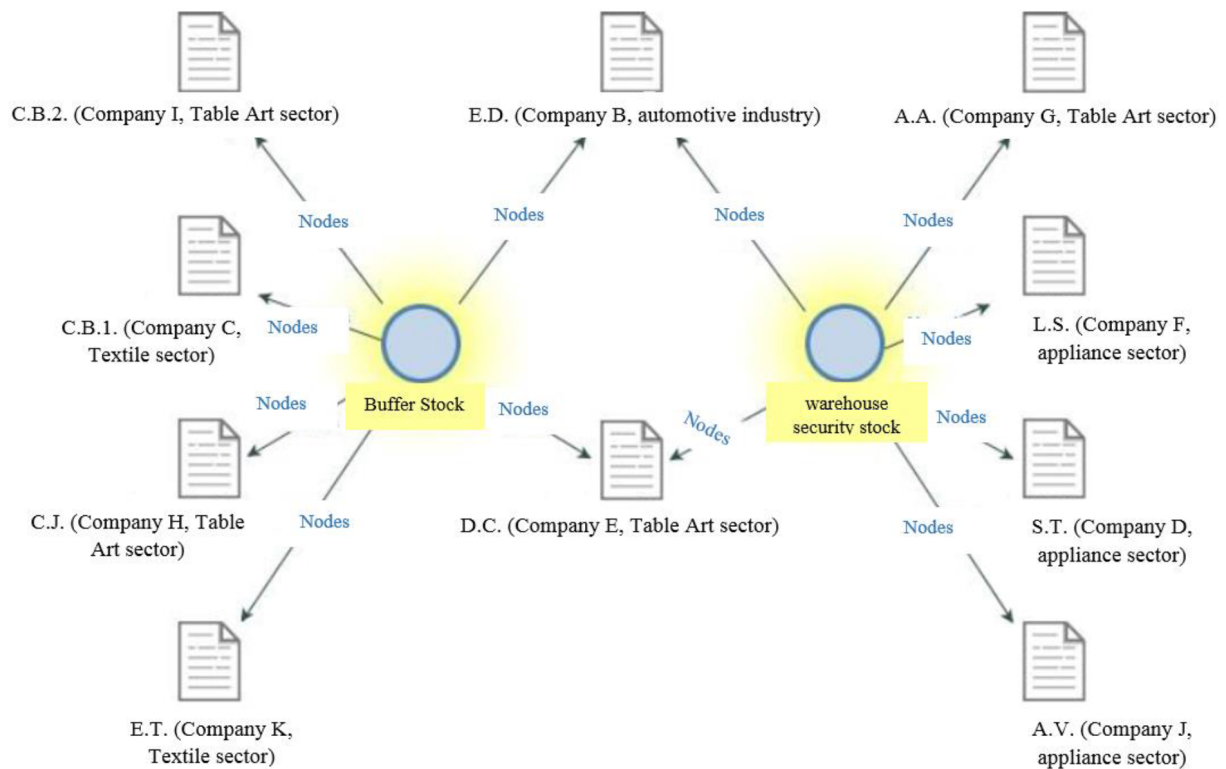 C.B.2. (Company I, Table Art sector)
E.D. (Company B, automotive industry)
A.A. (Company G, Table Art sector)
Nodes
Nodes
Nodes
Nodes
C.B.1. (Company C,
Textile sector)
Nodes
Nodes
L.S. (Company F,
appliance sector)
Nodes
Buffer Stock
Nodes
Nodes
warehouse
security stock
Nodes
C.J. (Company H, Table
Art sector)
Nodes
D.C. (Company E, Table Art sector)
Nodes
S.T. (Company D,
appliance sector)
E.T. (Company K,
Textile sector)
A.V. (Company J,
appliance sector)